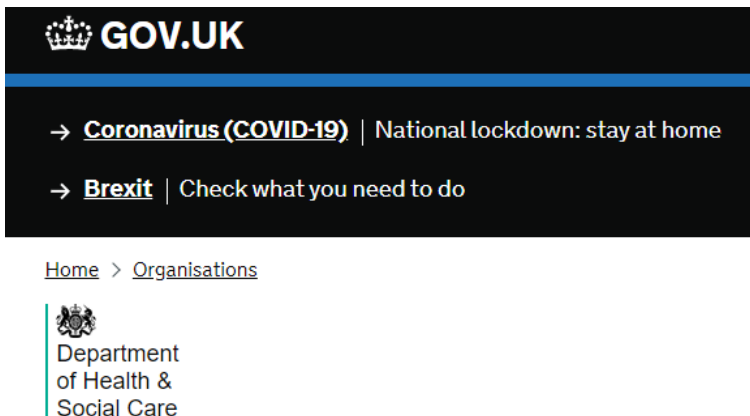 GOV.UK
→ Coronavirus (COVID-19) | National lockdown: stay at home
→ Brexit | Check what you need to do
Home > Organisations
Department
of Health &
Social Care